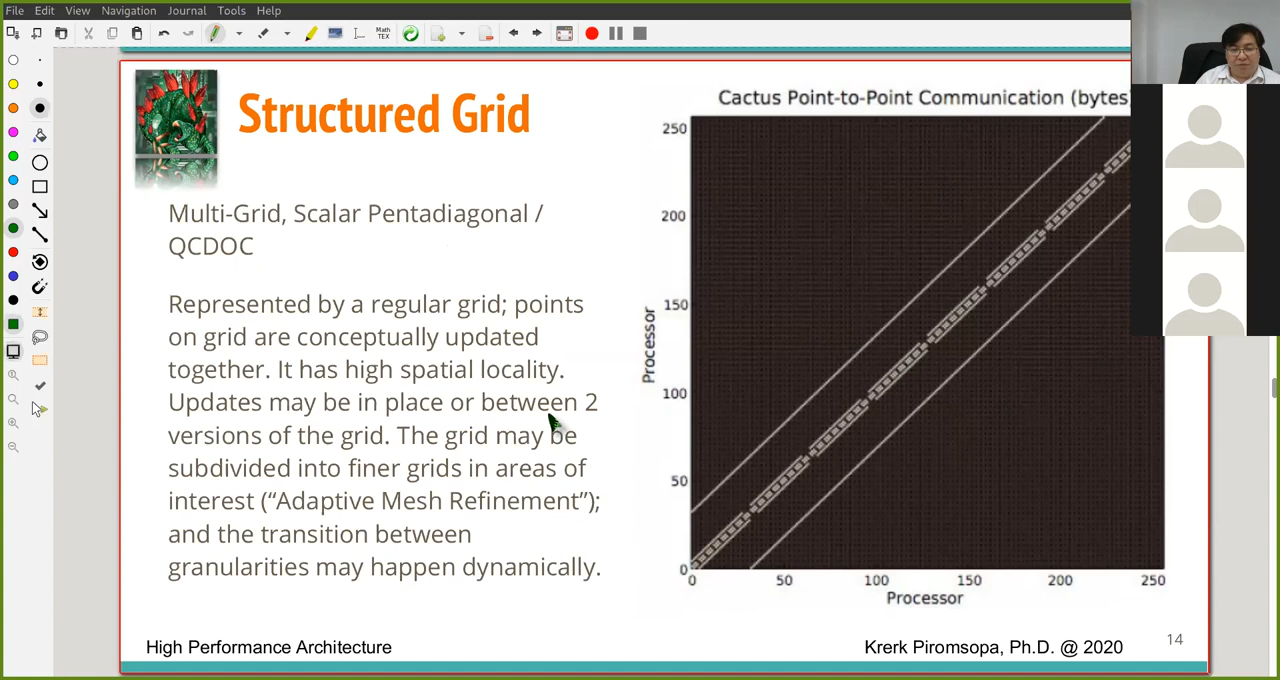 File Edit View Navigation Journal Tools Help
Math
TEX
Structured Grid
Multi-Grid, Scalar Pentadiagonal /
QCDOC
Represented by a regular grid; points
on grid are conceptually updated
together. It has high spatial locality.
Updates may be in place or between 2
versions of the grid. The grid may be
subdivided into finer grids in areas of
interest (“Adaptive Mesh Refinement”);
and the transition between
granularities may happen dynamically.
Cactus Point-to-Point Communication (bytes)
250
200
150
100
50
0
Processor
0 50 100 150 200 250
Processor
High Performance Architecture
Krerk Piromsopa, Ph.D. @ 2020
14